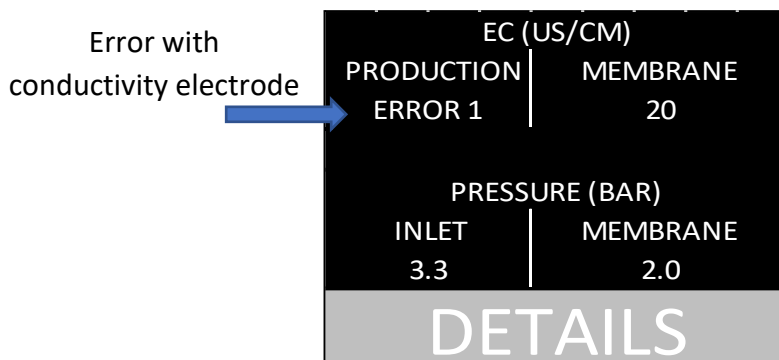 Error with
conductivity electrode
EC (US/CM)
PRODUCTION MEMBRANE
ERROR 1 20
PRESSURE (BAR)
INLET MEMBRANE
3.3 2.0
DETAILS